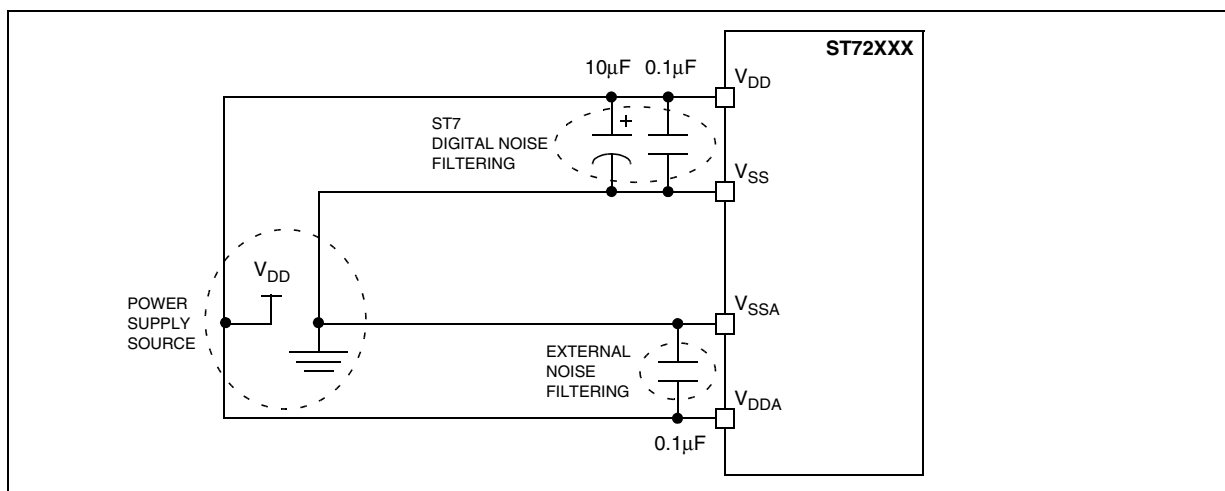 ST72XXX
10μF 0.1μF
VDD
ST7
DIGITAL NOISE
FILTERING
+
VSS
VDD
POWER
SUPPLY
SOURCE
VSSA
EXTERNAL
NOISE
FILTERING
VDDA
0.1μF